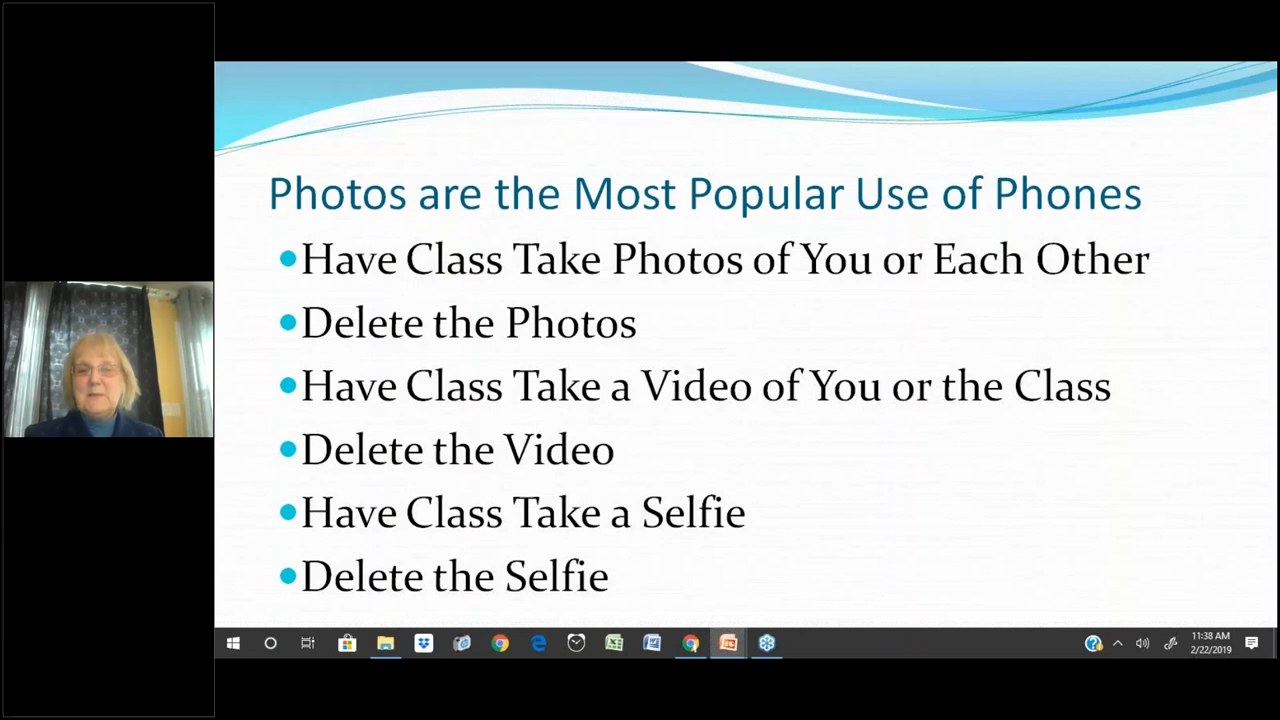 Photos are the Most Popular Use of Phones
•Have Class Take Photos of You or Each Other
•Delete the Photos
•Have Class Take a Video of You or the Class
•Delete the Video
•Have Class Take a Selfie
•Delete the Selfie
11:38 AM
2/22/2019